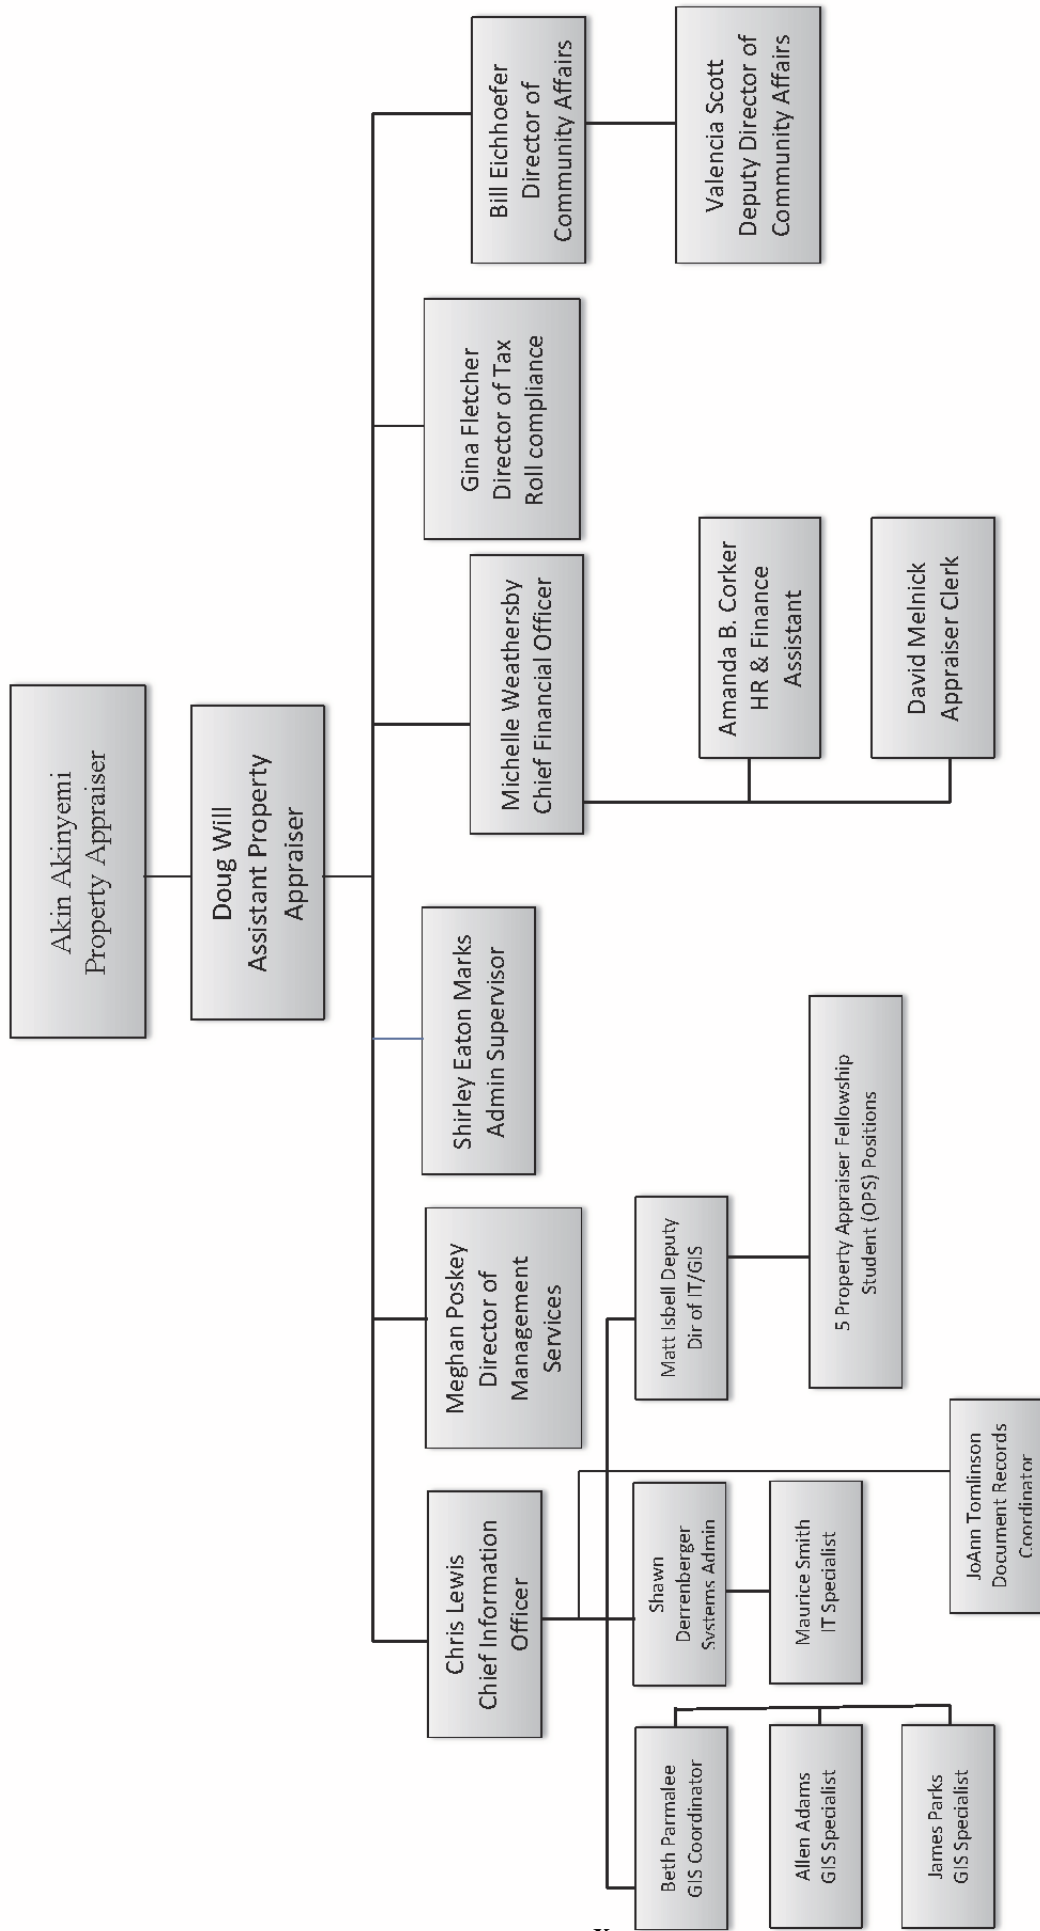 Akin Akinyemi
Property Appraiser
Doug Will
Assistant Property
Appraiser
Chris Lewis
Chief Information
Officer
Meghan Poskey
Director of
Management
Services
Shirley Eaton Marks
Admin Supervisor
Michelle Weathersby
Chief Financial Officer
Gina Fletcher
Director of Tax
Roll compliance
Bill Eichhoefer
Director of
Community Affairs
Beth Parmalee
GIS Coordinator
Shawn
Derrenberger
Systems Admin
Matt Isbell Deputy
Dir of IT/GIS
Amanda B. Corker
HR & Finance
Assistant
Valencia Scott
Deputy Director of
Community Affairs
Allen Adams
GIS Specialist
Maurice Smith
IT Specialist
5 Property Appraiser Fellowship
Student (OPS) Positions
David Melnick
Appraiser Clerk
James Parks
GIS Specialist
JoAnn Tomlinson
Document Records
Coordinator